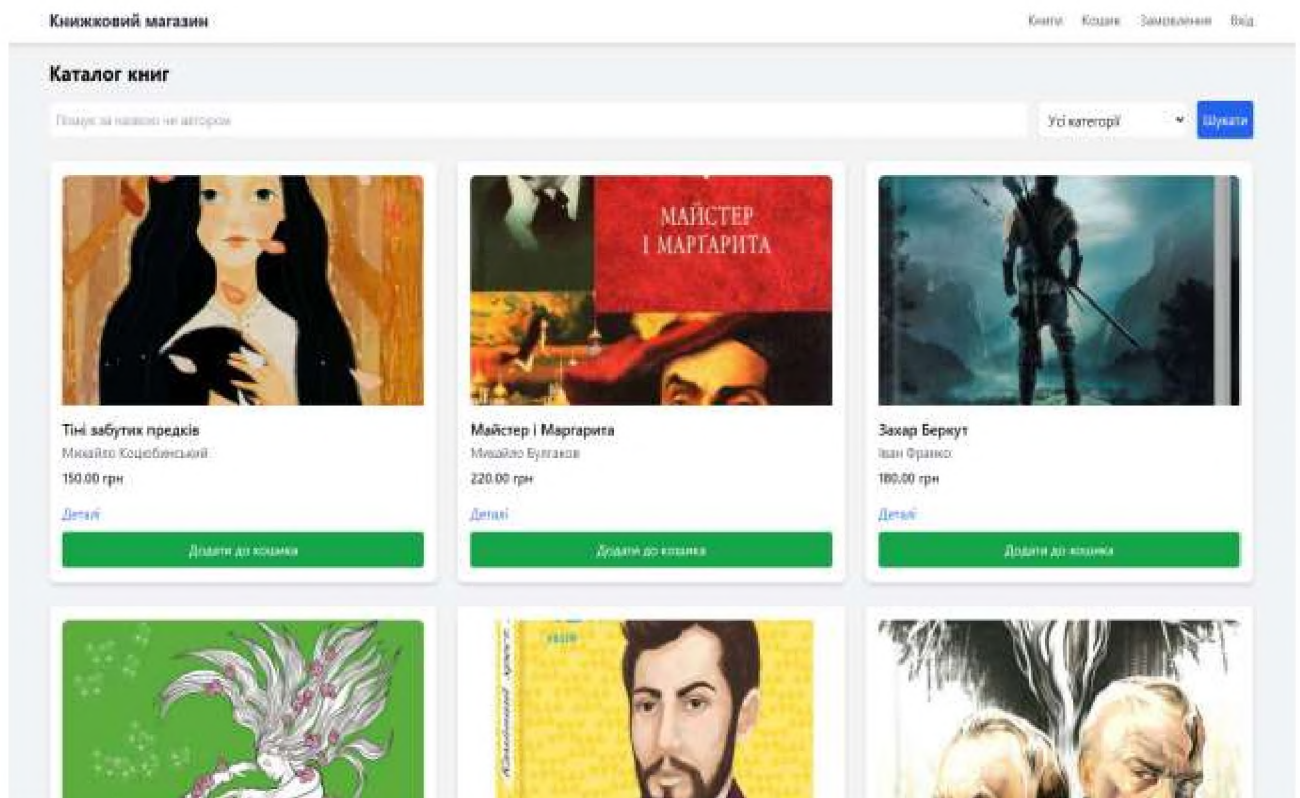 Книжковий магазин
Книги Кошик Замовлення Вхід
Каталог книг
Пошук за назвою чи автором
Усі категорії Шукати
МАЙСТЕР
І МАРГАРИТА
Тіні забутих предків Майстер і Маргарита Захар Беркут
Михайло Коцюбинський Михайло Булгаков Іван Франко
150.00 грн 220.00 грн 180.00 грн
Деталі Деталі Деталі
Додати до кошика Додати до кошика Додати до кошика